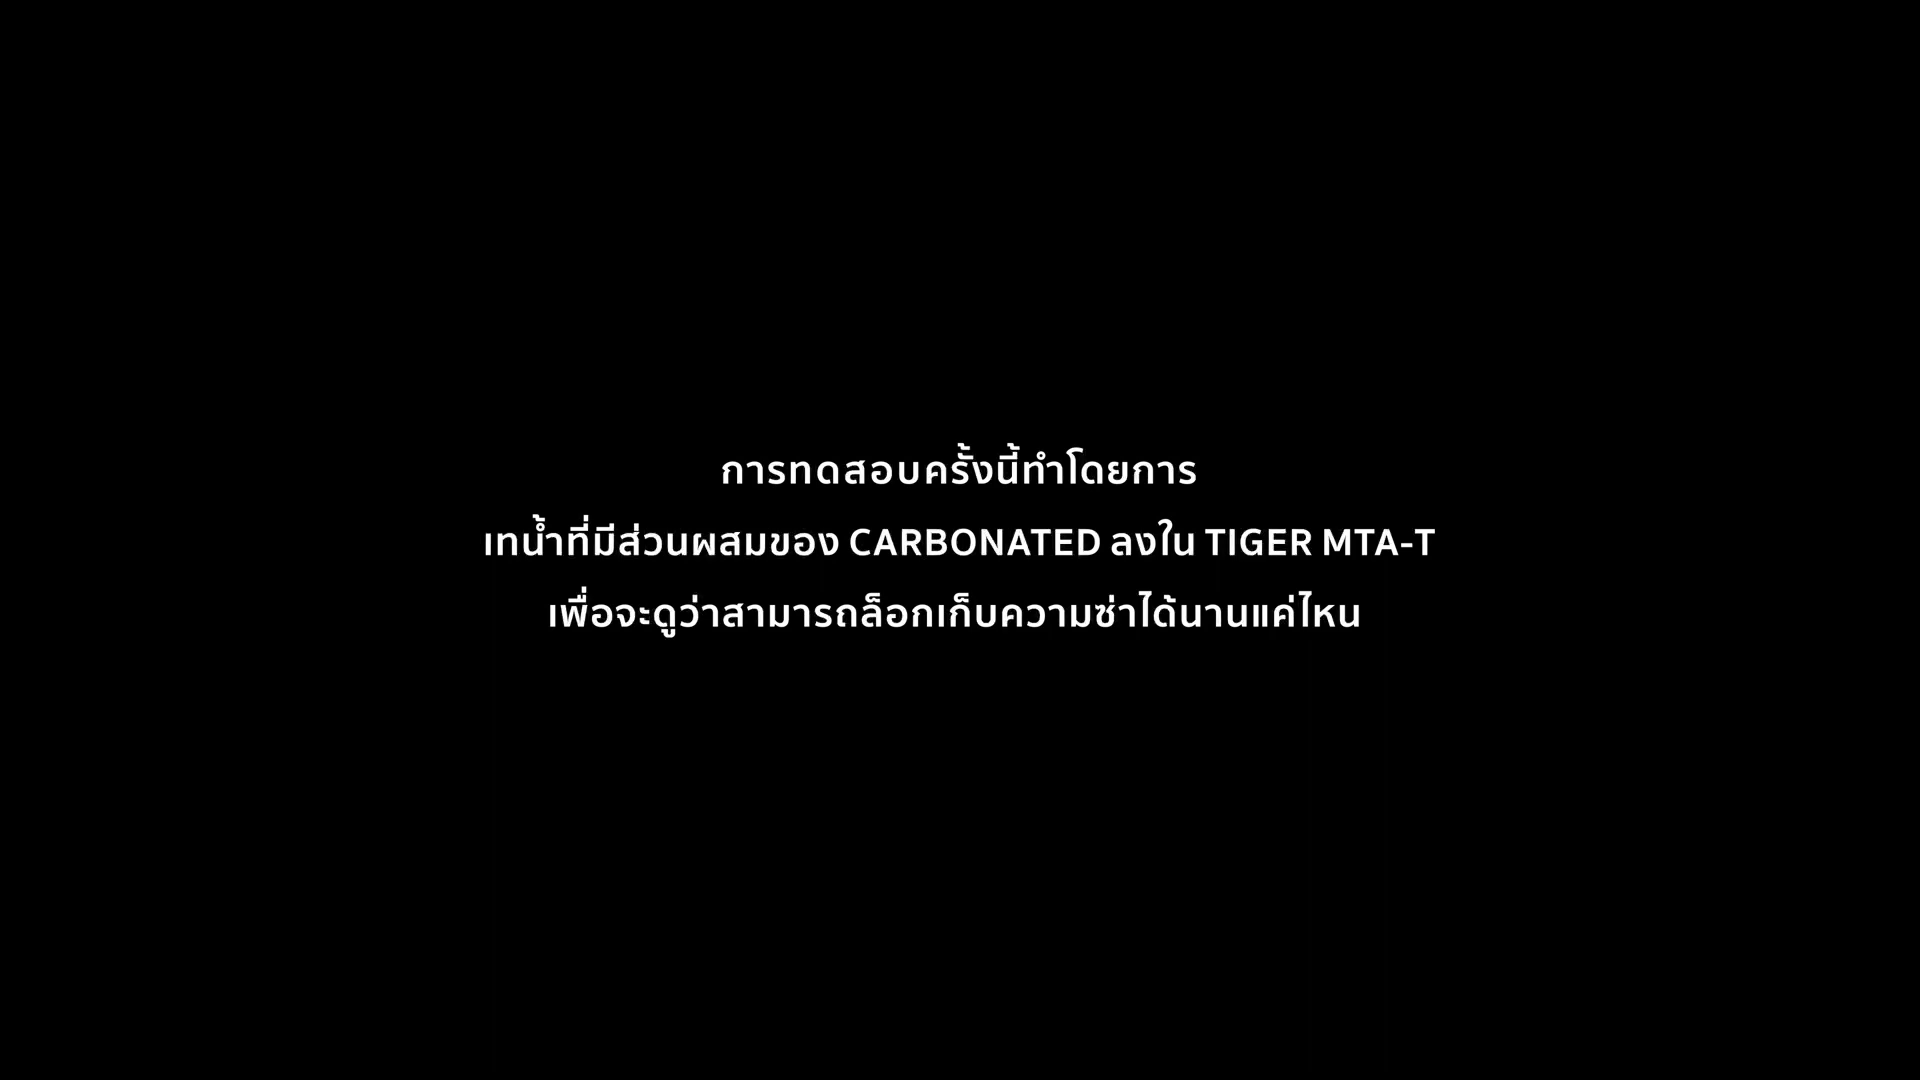 การทดสอบครั้งนี้ทำโดยการ
เทน้ำที่มีส่วนผสมของ CARBONATED ลงใน TIGER MTA-T
เพื่อจะดูว่าสามารถล็อกเก็บความซ่าได้นานแค่ไหน